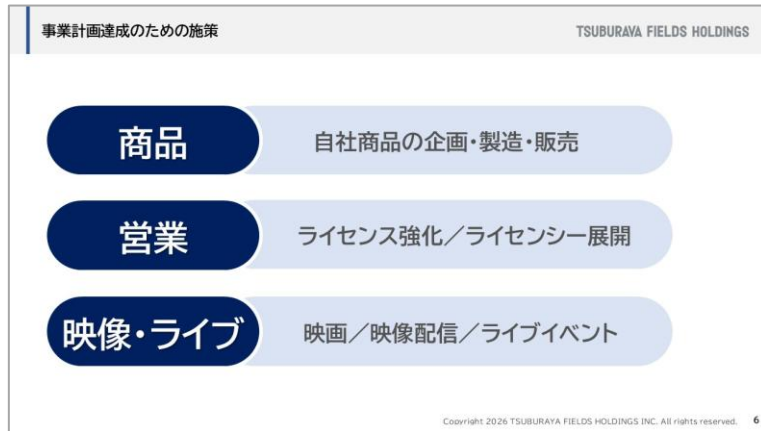 事業計画達成のための施策
TSUBURAYA FIELDS HOLDINGS
商品
自社商品の企画・製造・販売
営業
ライセンス強化／ライセンシー展開
映像・ライブ
映画／映像配信／ライブイベント
Copyright 2026 TSUBURAYA FIELDS HOLDINGS INC. All rights reserved. 6